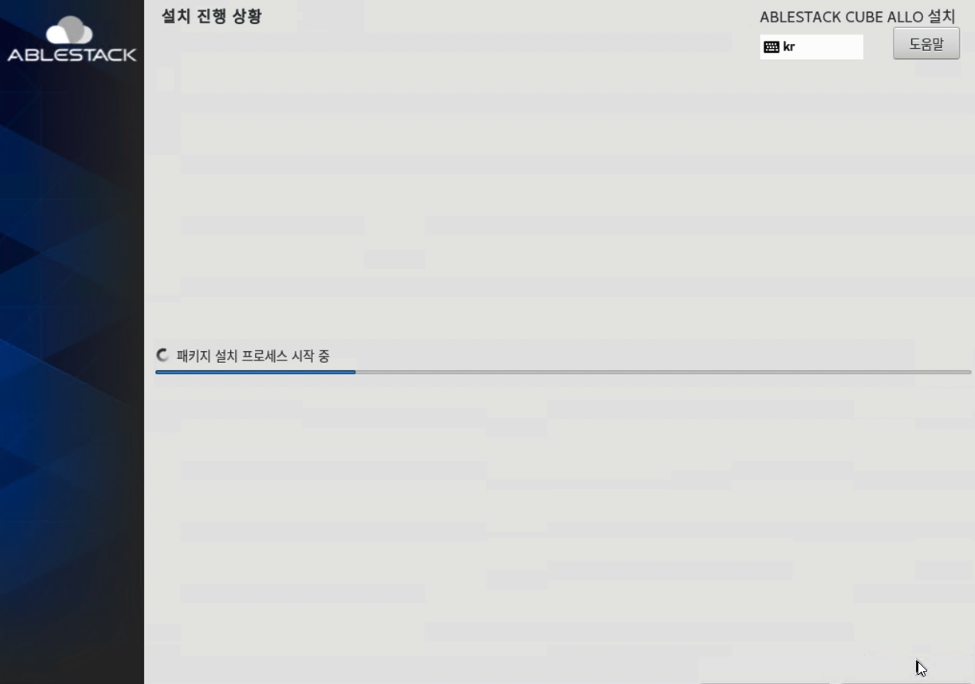 설치 진행 상황
ABLESTACK CUBE ALLO 설치
ABLESTACK
kr
도움말
패키지 설치 프로세스 시작 중